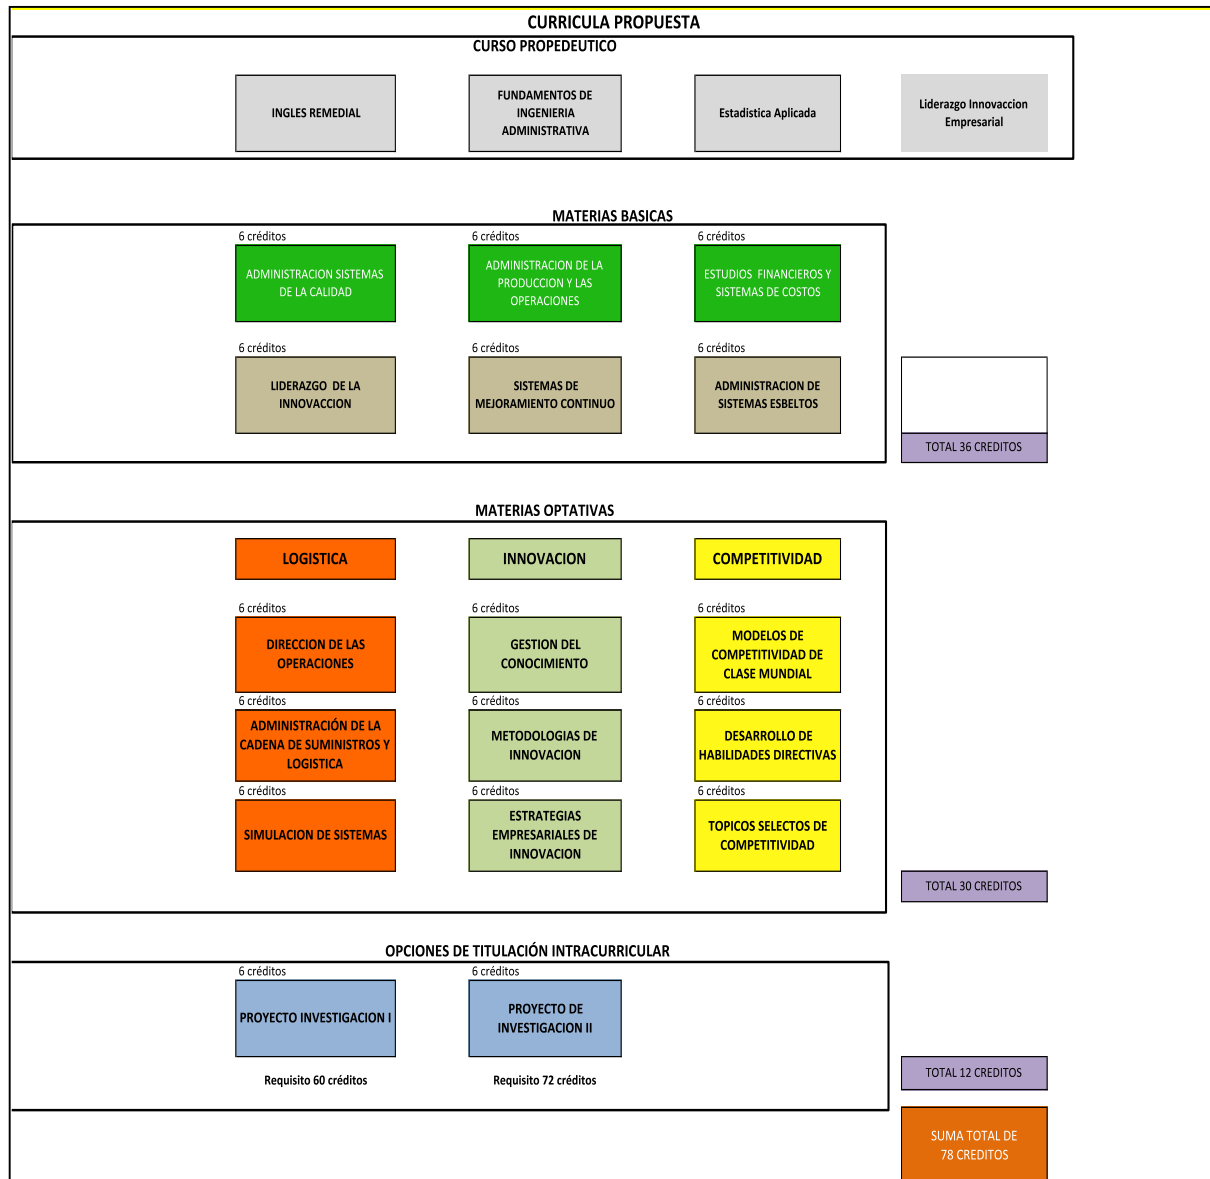 CURRICULA PROPUESTA
CURSO PROPEDEUTICO
INGLES REMEDIAL
FUNDAMENTOS DE
INGENIERIA
ADMINISTRATIVA
Estadistica Aplicada
Liderazgo Innovaccion
Empresarial
MATERIAS BASICAS
6 créditos
6 créditos
6 créditos
ADMINISTRACION SISTEMAS
DE LA CALIDAD
ADMINISTRACION DE LA
PRODUCCION Y LAS
OPERACIONES
ESTUDIOS FINANCIEROS Y
SISTEMAS DE COSTOS
6 créditos
6 créditos
6 créditos
LIDERAZGO DE LA
INNOVACCION
SISTEMAS DE
MEJORAMIENTO CONTINUO
ADMINISTRACION DE
SISTEMAS ESBELTOS
TOTAL 36 CREDITOS
MATERIAS OPTATIVAS
LOGISTICA
INNOVACION
COMPETITIVIDAD
6 créditos
6 créditos
6 créditos
DIRECCION DE LAS
OPERACIONES
GESTION DEL
CONOCIMIENTO
MODELOS DE
COMPETITIVIDAD DE
CLASE MUNDIAL
6 créditos
6 créditos
6 créditos
ADMINISTRACIÓN DE LA
CADENA DE SUMINISTROS Y
LOGISTICA
METODOLOGIAS DE
INNOVACION
DESARROLLO DE
HABILIDADES DIRECTIVAS
6 créditos
6 créditos
6 créditos
SIMULACION DE SISTEMAS
ESTRATEGIAS
EMPRESARIALES DE
INNOVACION
TOPICOS SELECTOS DE
COMPETITIVIDAD
TOTAL 30 CREDITOS
OPCIONES DE TITULACIÓN INTRACURRICULAR
6 créditos
6 créditos
PROYECTO INVESTIGACION I
PROYECTO DE
INVESTIGACION II
Requisito 60 créditos
Requisito 72 créditos
TOTAL 12 CREDITOS
SUMA TOTAL DE
78 CREDITOS